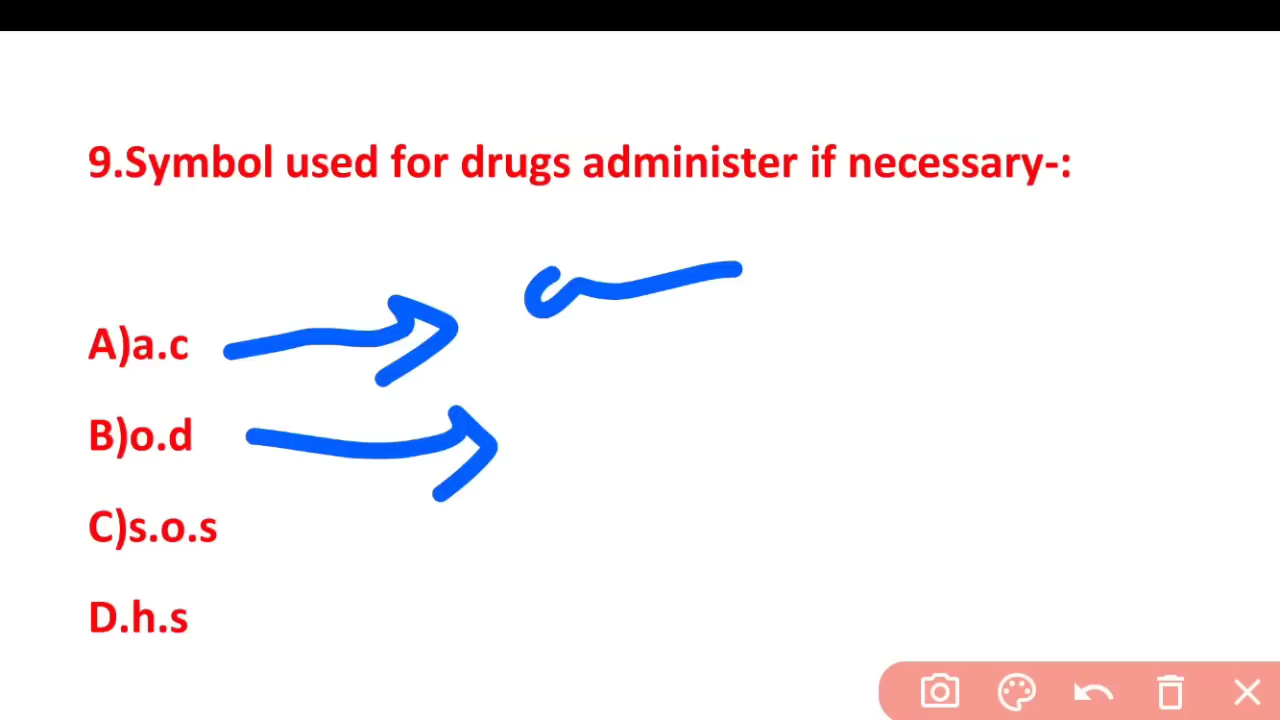 9.Symbol used for drugs administer if necessary-:
A)a.c
B)o.d
C)s.o.s
D.h.s